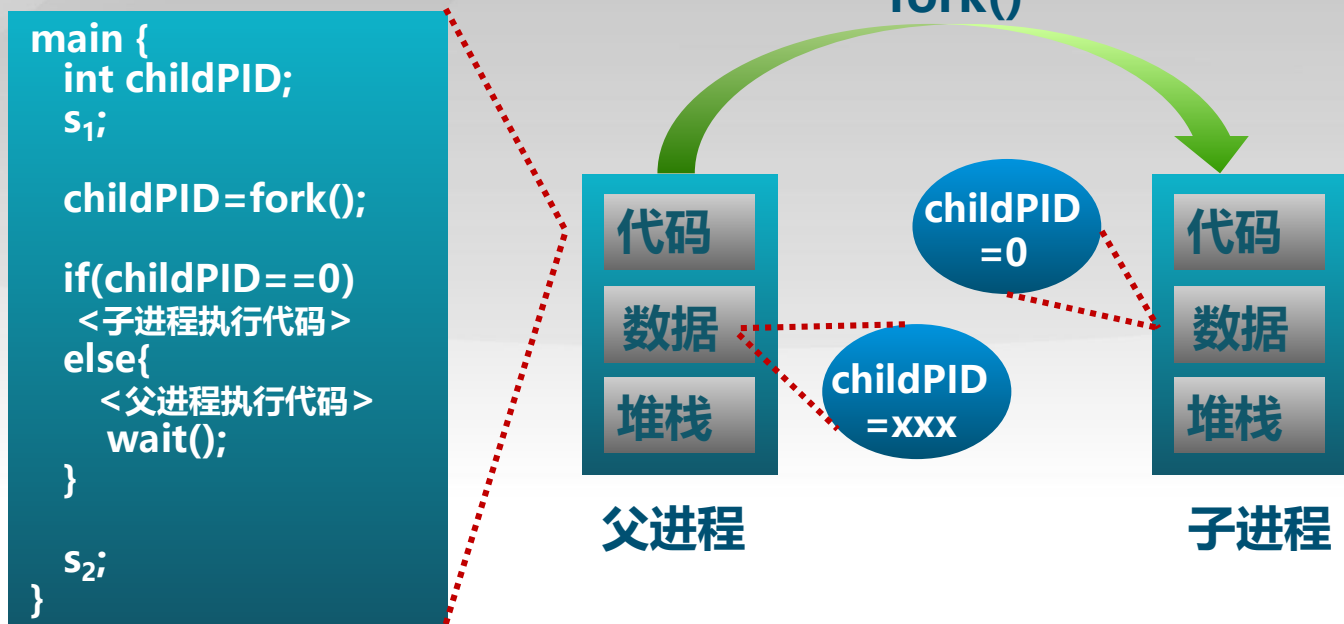 fork()
main {
int childPID;
s₁;
childPID=fork();
if(childPID==0)
<子进程执行代码>
else{
<父进程执行代码>
wait();
}
s₂;
}
代码
数据
堆栈
父进程
childPID
=0
childPID
=xxx
代码
数据
堆栈
子进程